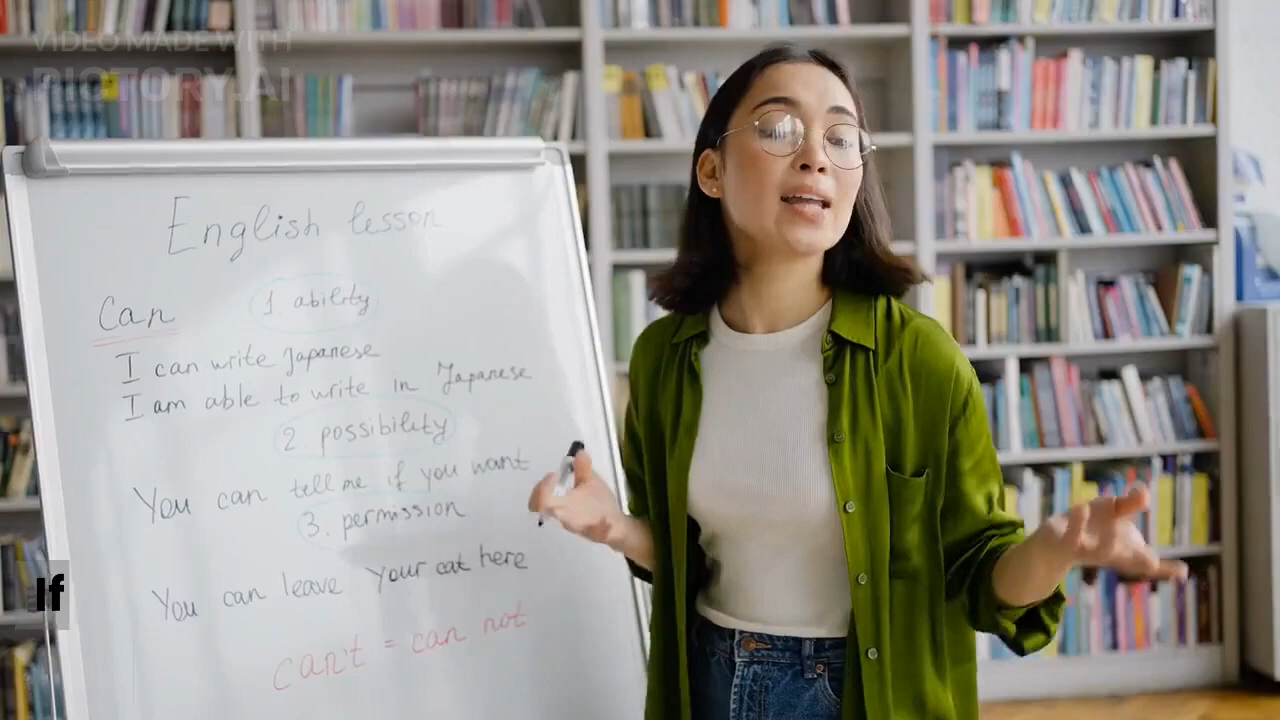 VIDEO MADE WITH
PICTORY.AI
English lesson
Can 1. ability
I can write Japanese
I am able to write in Japanese
2. possibility
You can tell me if you want
3. permission
You can leave your cat here
can't = can not
If